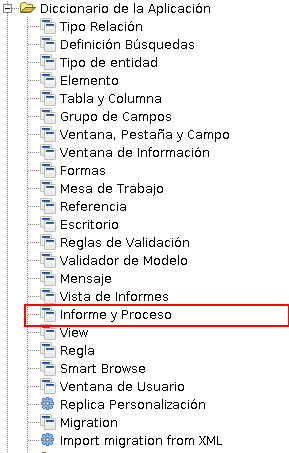 Diccionario de la Aplicación
Tipo Relación
Definición Búsquedas
Tipo de entidad
Elemento
Tabla y Columna
Grupo de Campos
Ventana, Pestaña y Campo
Ventana de Información
Formas
Mesa de Trabajo
Referencia
Escritorio
Reglas de Validación
Validador de Modelo
Mensaje
Vista de Informes
Informe y Proceso
View
Regla
Smart Browse
Ventana de Usuario
Replica Personalización
Migration
Import migration from XML